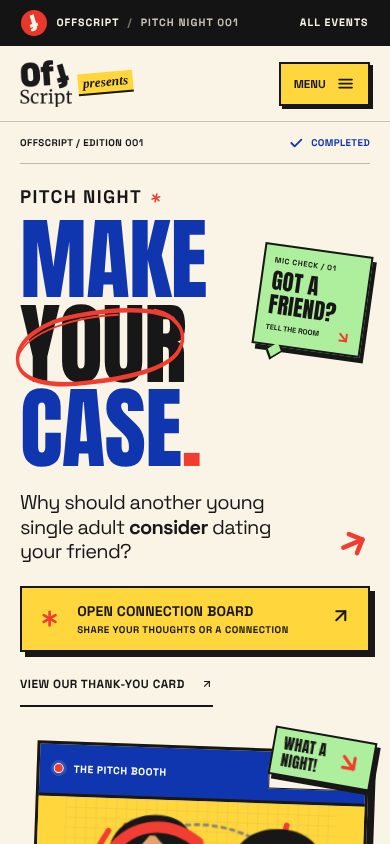 OFFSCRIPT / PITCH NIGHT 001
ALL EVENTS
Off
Script
presents
MENU
OFFSCRIPT / EDITION 001
COMPLETED
PITCH NIGHT *
MAKE
YOUR
CASE.
MIC CHECK / 01
GOT A
FRIEND?
TELL THE ROOM
Why should another young
single adult consider dating
your friend?
OPEN CONNECTION BOARD
SHARE YOUR THOUGHTS OR A CONNECTION
VIEW OUR THANK-YOU CARD
WHAT A
NIGHT!
THE PITCH BOOTH